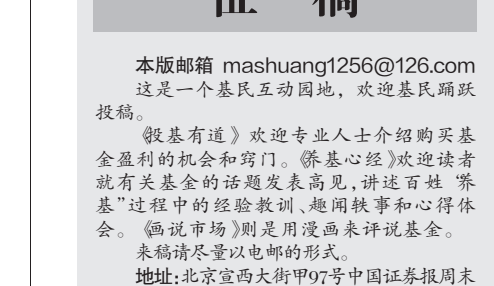 征 稿
本版邮箱 mashuang1256@126.com
这是一个基民互动园地，欢迎基民踊跃
投稿。
《投基有道》欢迎专业人士介绍购买基
金盈利的机会和窍门。《养基心经》欢迎读者
就有关基金的话题发表高见，讲述百姓“养
基”过程中的经验教训、趣闻轶事和心得体
会。《画说市场》则是用漫画来评说基金。
来稿请尽量以电邮的形式。
地址：北京宣西大街甲97号中国证券报周末